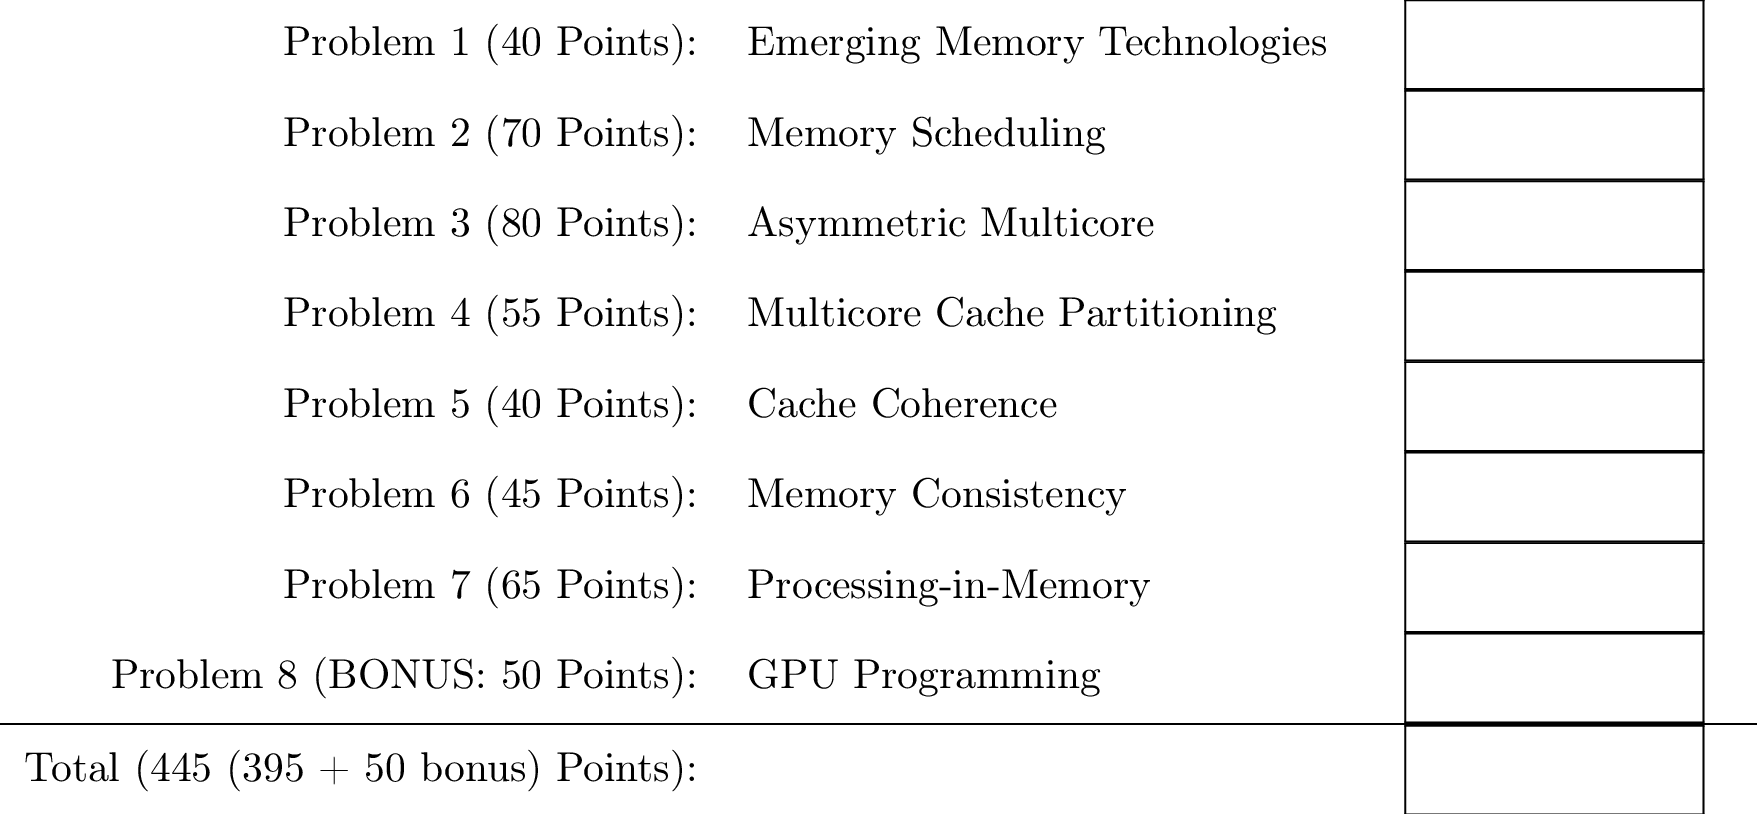 Problem 1 (40 Points): Emerging Memory Technologies
Problem 2 (70 Points): Memory Scheduling
Problem 3 (80 Points): Asymmetric Multicore
Problem 4 (55 Points): Multicore Cache Partitioning
Problem 5 (40 Points): Cache Coherence
Problem 6 (45 Points): Memory Consistency
Problem 7 (65 Points): Processing-in-Memory
Problem 8 (BONUS: 50 Points): GPU Programming
Total (445 (395 + 50 bonus) Points):